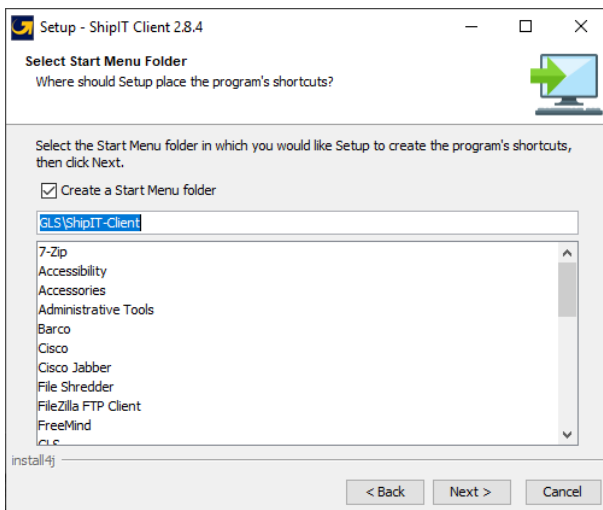 Setup - ShipIT Client 2.8.4
Select Start Menu Folder
Where should Setup place the program's shortcuts?
Select the Start Menu folder in which you would like Setup to create the program's shortcuts,
then click Next.
Create a Start Menu folder
GLS\ShipIT-Client
7-Zip
Accessibility
Accessories
Administrative Tools
Barco
Cisco
Cisco Jabber
File Shredder
FileZilla FTP Client
FreeMind
install4j
< Back
Next >
Cancel